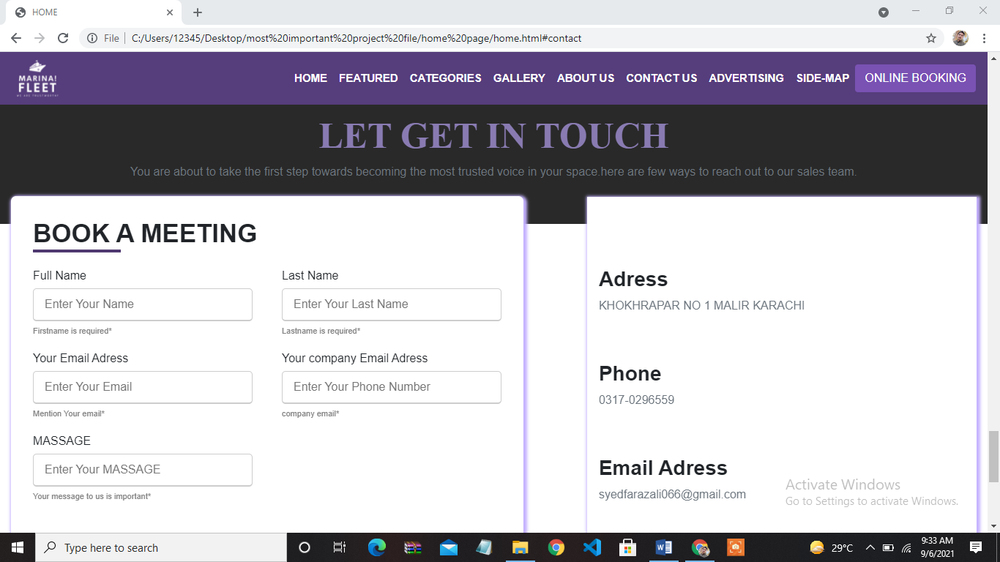 HOME
File
C:/Users/12345/Desktop/most%20important%20project%20file/home%20page/home.html#contact
MARINA!
FLEET
WE ARE TRUSTWORTHY
HOME FEATURED CATEGORIES GALLERY ABOUT US CONTACT US ADVERTISING SIDE-MAP ONLINE BOOKING
LET GET IN TOUCH
You are about to take the first step towards becoming the most trusted voice in your space.here are few ways to reach out to our sales team.
BOOK A MEETING
Full Name
Last Name
Enter Your Name
Enter Your Last Name
Firstname is required*
Lastname is required*
Your Email Adress
Your company Email Adress
Enter Your Email
Enter Your Phone Number
Mention Your email*
company email*
MASSAGE
Enter Your MASSAGE
Your message to us is important*
Adress
KHOKHRAPAR NO 1 MALIR KARACHI
Phone
0317-0296559
Email Adress
syedfarazali066@gmail.com
Activate Windows
Go to Settings to activate Windows.
Type here to search
29°C
9:33 AM
9/6/2021